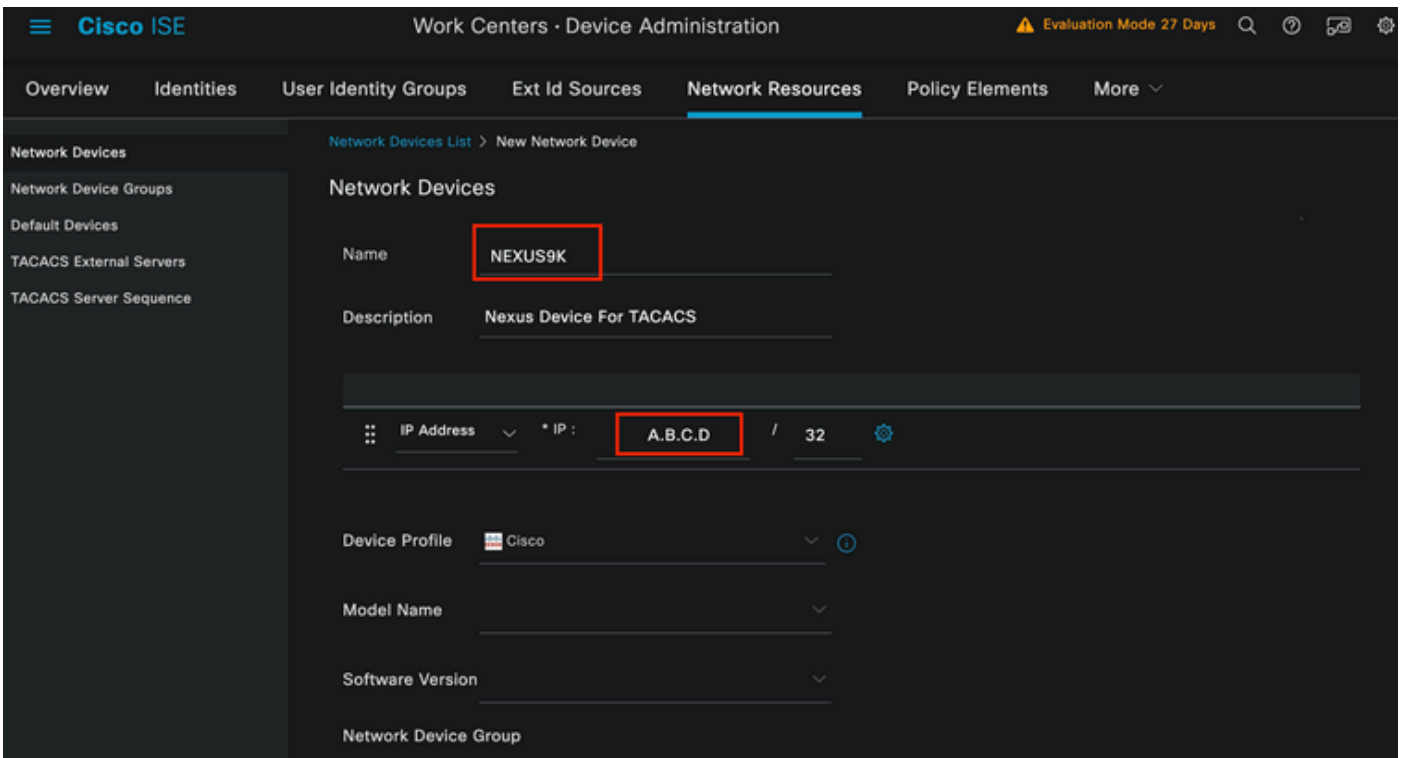 Cisco ISE
Work Centers · Device Administration
Evaluation Mode 27 Days
Overview
Identities
User Identity Groups
Ext Id Sources
Network Resources
Policy Elements
More
Network Devices
Network Device Groups
Default Devices
TACACS External Servers
TACACS Server Sequence
Network Devices List > New Network Device
Network Devices
Name NEXUS9K
Description Nexus Device For TACACS
IP Address * IP : A.B.C.D / 32
Device Profile Cisco
Model Name
Software Version
Network Device Group